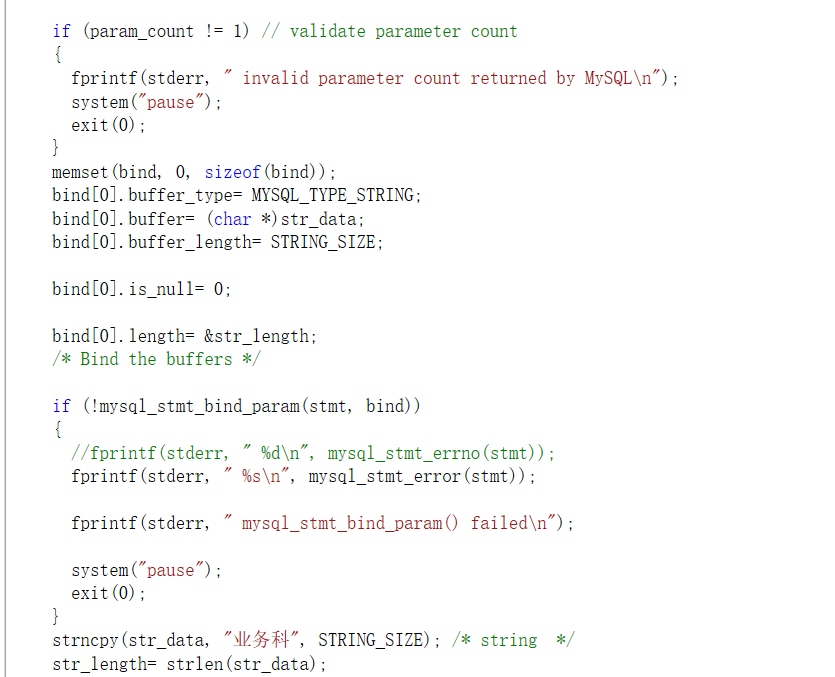 if (param_count != 1) // validate parameter count
{
fprintf(stderr, " invalid parameter count returned by MySQL\n");
system("pause");
exit(0);
}
memset(bind, 0, sizeof(bind));
bind[0].buffer_type= MYSQL_TYPE_STRING;
bind[0].buffer= (char *)str_data;
bind[0].buffer_length= STRING_SIZE;
bind[0].is_null= 0;
bind[0].length= &str_length;
/* Bind the buffers */
if (!mysql_stmt_bind_param(stmt, bind))
{
//fprintf(stderr, " %d\n", mysql_stmt_errno(stmt));
fprintf(stderr, " %s\n", mysql_stmt_error(stmt));
fprintf(stderr, " mysql_stmt_bind_param() failed\n");
system("pause");
exit(0);
}
strncpy(str_data, "业务科", STRING_SIZE); /* string  */
str_length= strlen(str_data);